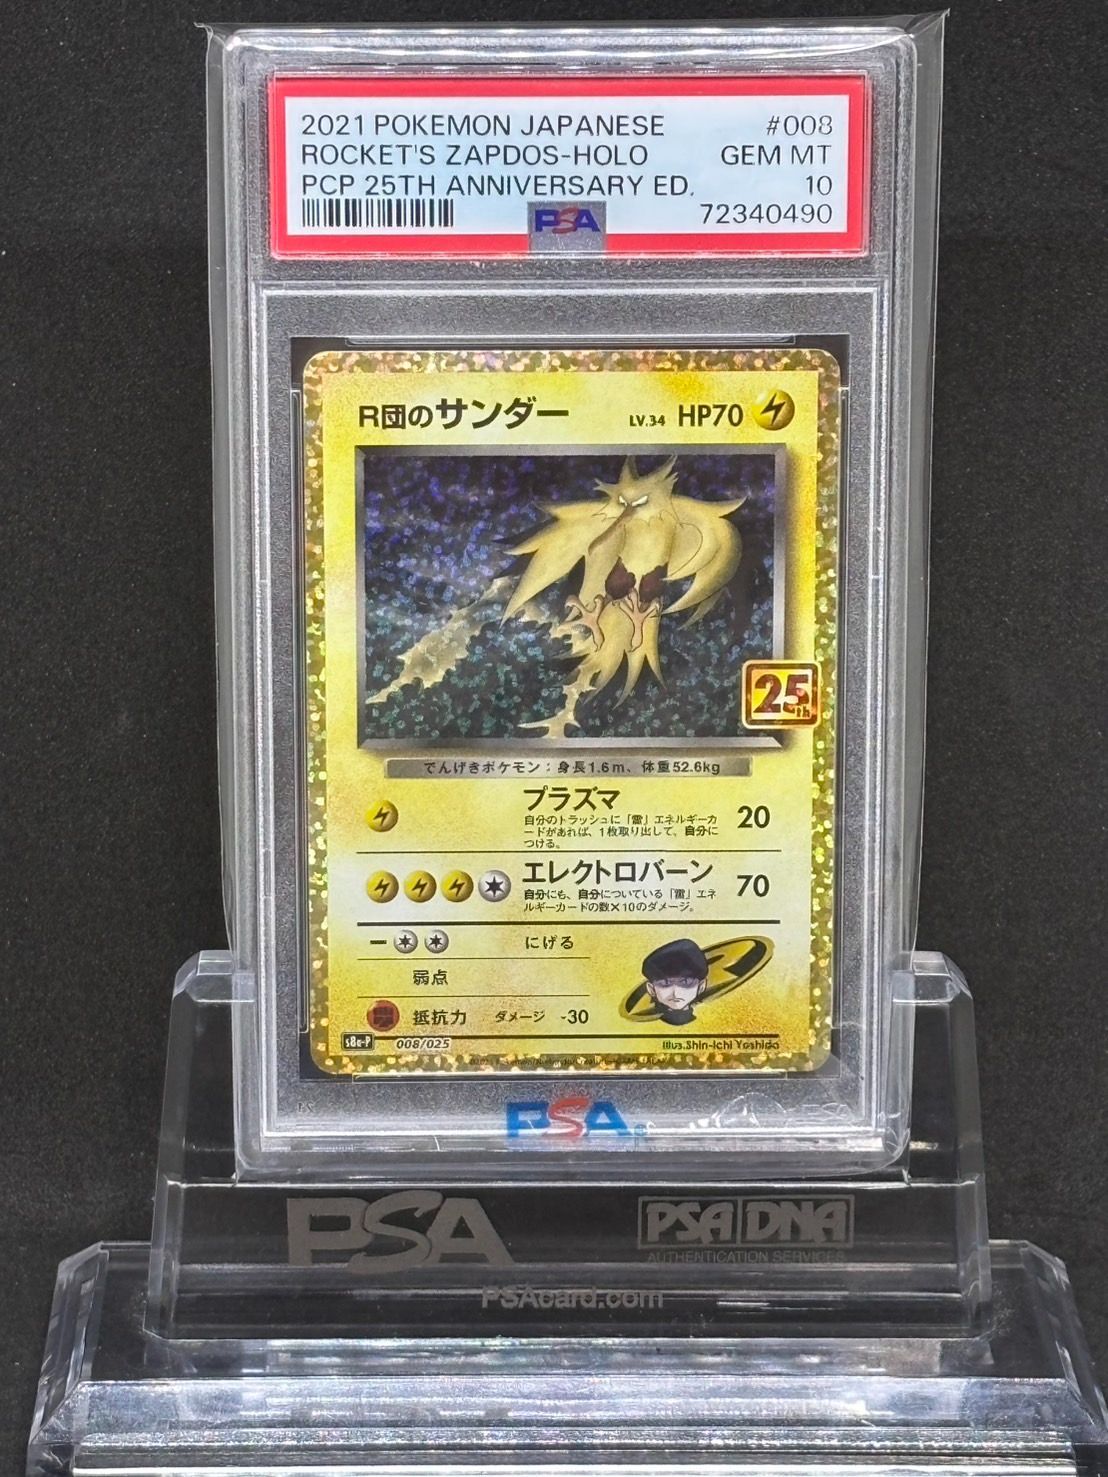 2021 POKEMON JAPANESE #008
ROCKET'S ZAPDOS-HOLO GEM MT
PCP 25TH ANNIVERSARY ED. 10
PSA 72340490
R団のサンダー LV.34 HP70
25th
でんげきポケモン：身長1.6m、体重52.6kg
プラズマ 20
自分のトラッシュに「雷」エネルギーカ
ードがあれば、1枚取り出して、自分に
つける。
エレクトロバーン 70
自分にも、自分についている「雷」エネ
ルギーカードの数×10のダメージ。
にげる
弱点
抵抗力 ダメージ -30
R
s8a-P 008/025 Illus.Shin-ichi Yoshida
PSA
PSA PSA DNA
AUTHENTICATION SERVICES
PSAcard.com